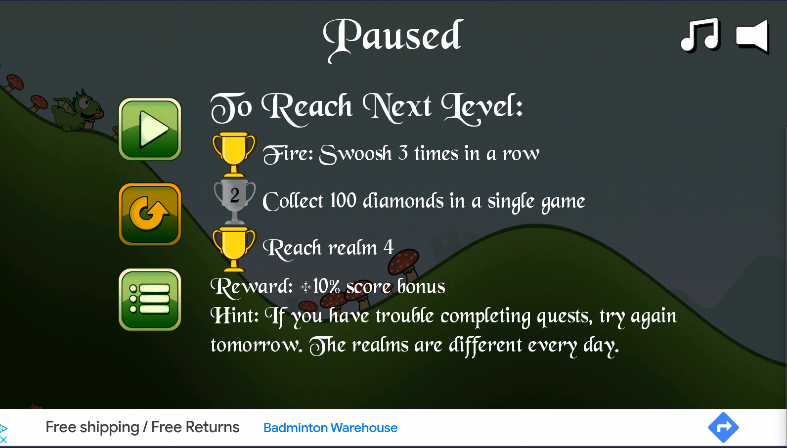 Paused
To Reach Next Level:
Fire: Swoosh 3 times in a row
2
Collect 100 diamonds in a single game
Reach realm 4
Reward: +10% score bonus
Hint: If you have trouble completing quests, try again
tomorrow. The realms are different every day.
Free shipping / Free Returns Badminton Warehouse